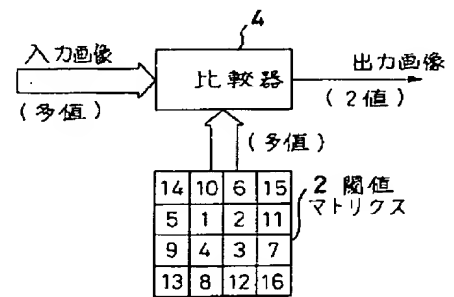 4
入力画像
(多値)
比較器
出力画像
(2値)
(多値)
14 10 6 15
5 1 2 11
9 4 3 7
13 8 12 16
2 閾値
マトリクス